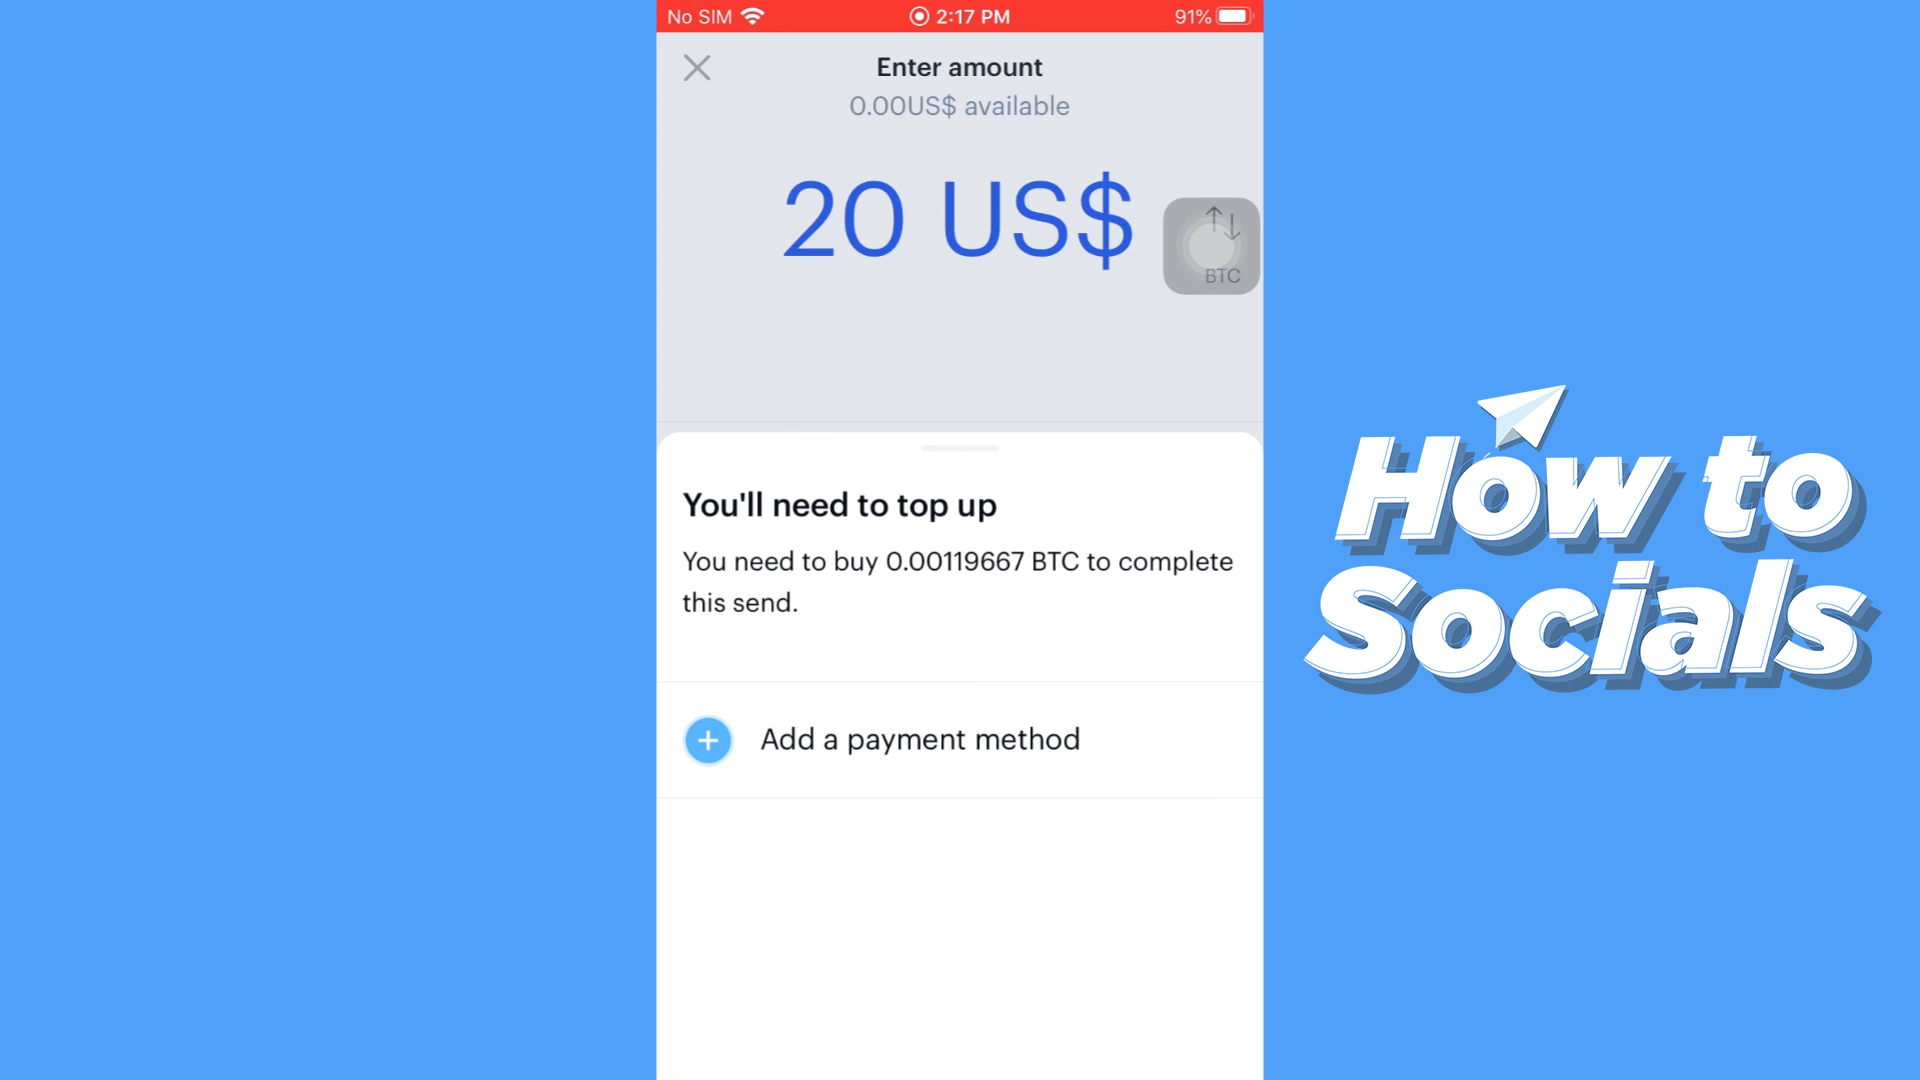 No SIM
2:17 PM
91%
Enter amount
0.00US$ available
20 US$
BTC
You'll need to top up
You need to buy 0.00119667 BTC to complete
this send.
Add a payment method
How to
Socials